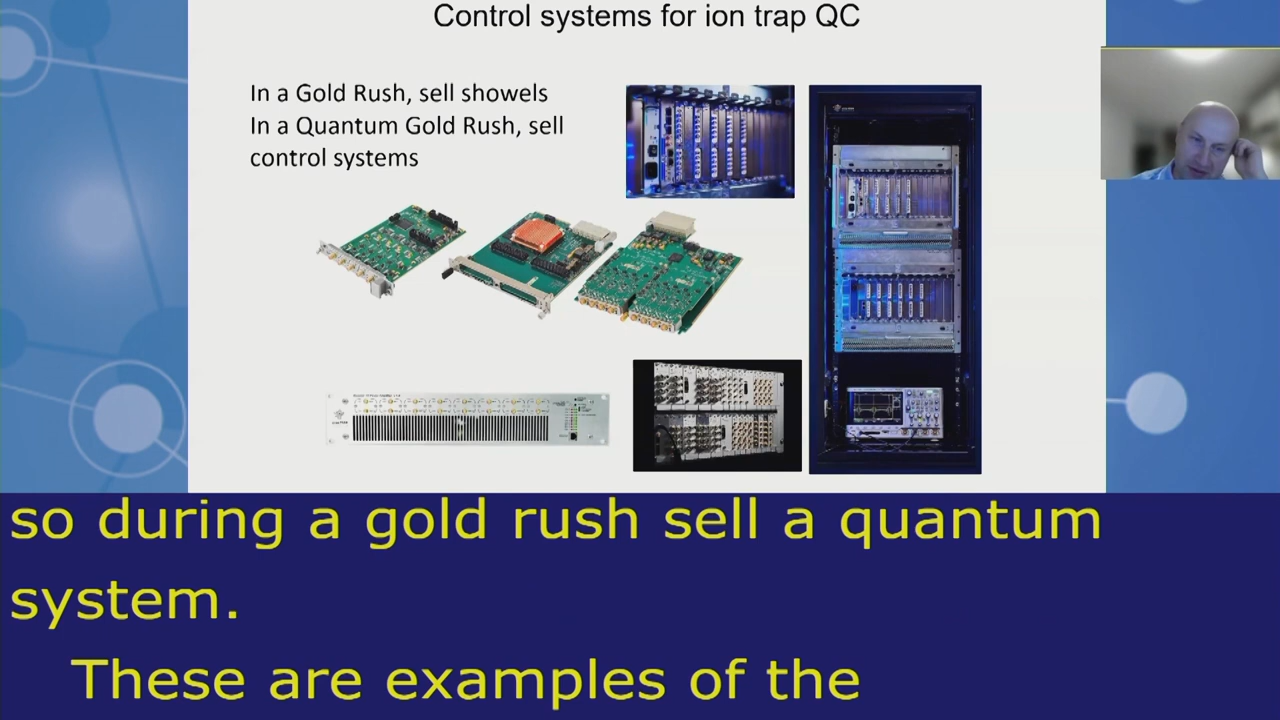 Control systems for ion trap QC
In a Gold Rush, sell showels
In a Quantum Gold Rush, sell
control systems
so during a gold rush sell a quantum
system.
These are examples of the